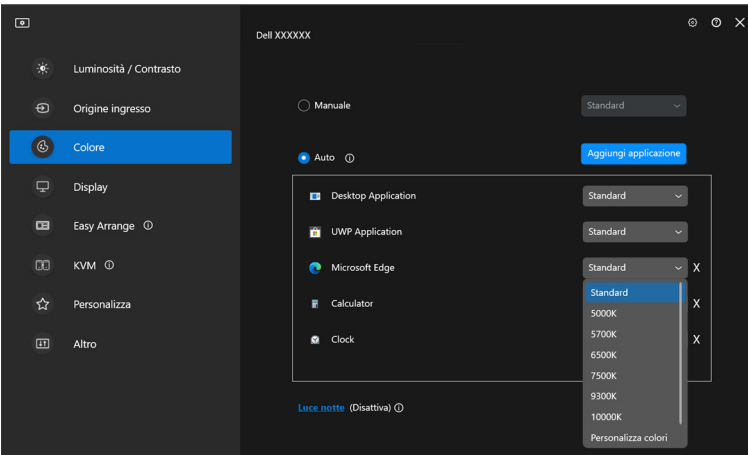 Dell XXXXXX
Luminosità / Contrasto
Origine ingresso
Colore
Display
Easy Arrange
KVM
Personalizza
Altro
Manuale
Standard
Auto
Aggiungi applicazione
Desktop Application
Standard
UWP Application
Standard
Microsoft Edge
Standard
X
Calculator
X
Clock
X
Standard
5000K
5700K
6500K
7500K
9300K
10000K
Personalizza colori
Luce notte (Disattiva)